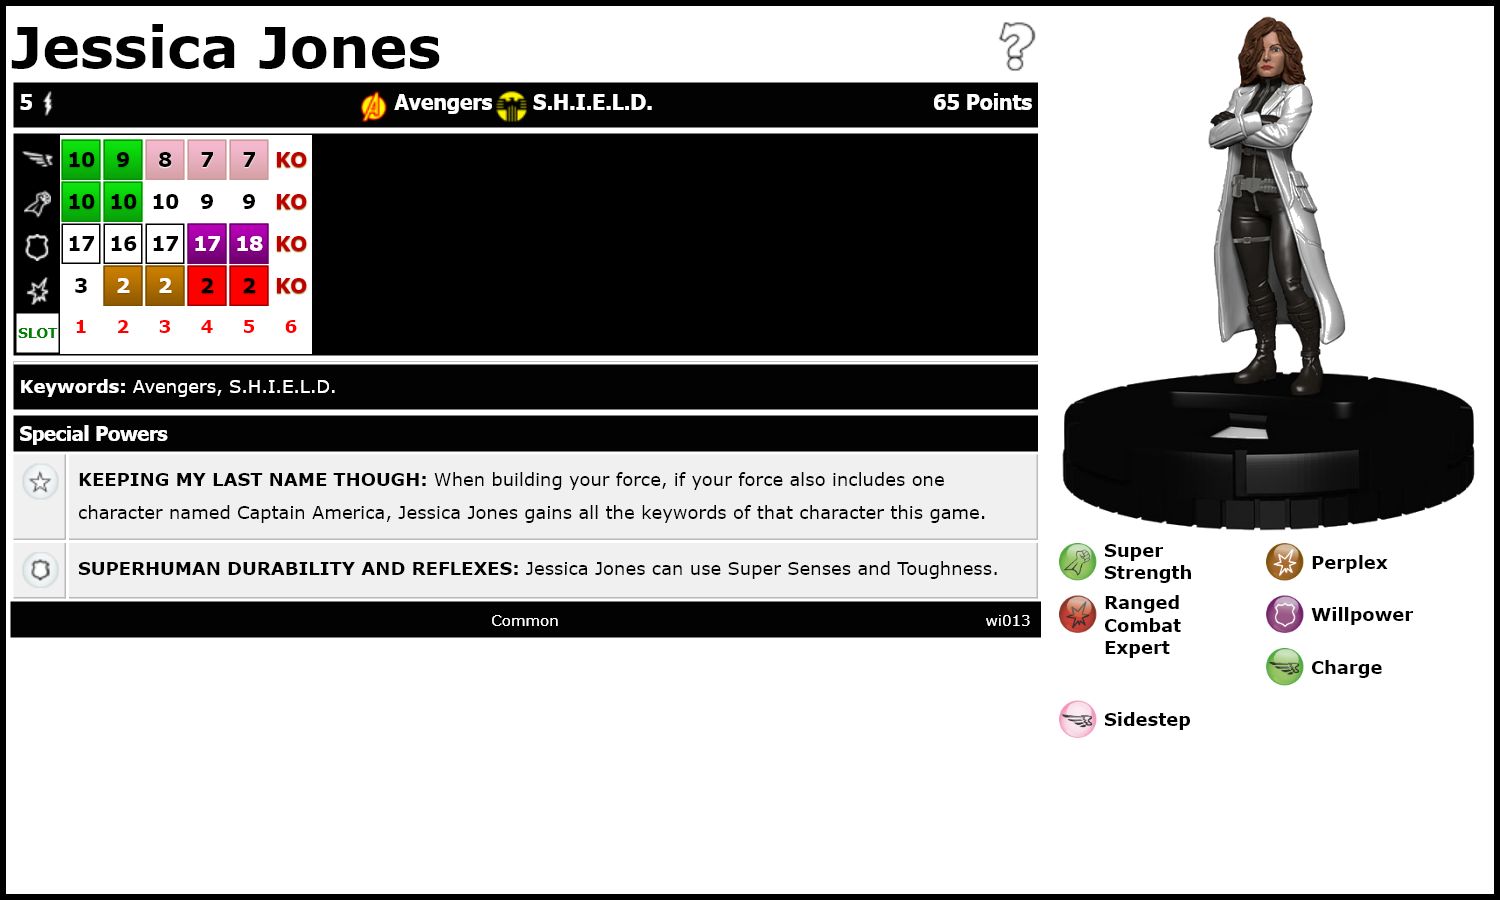 Jessica Jones
5 Avengers S.H.I.E.L.D. 65 Points
10 9 8 7 7 KO
10 10 10 9 9 KO
17 16 17 17 18 KO
3 2 2 2 2 KO
SLOT 1 2 3 4 5 6
Keywords: Avengers, S.H.I.E.L.D.
Special Powers
KEEPING MY LAST NAME THOUGH: When building your force, if your force also includes one
character named Captain America, Jessica Jones gains all the keywords of that character this game.
SUPERHUMAN DURABILITY AND REFLEXES: Jessica Jones can use Super Senses and Toughness.
Common wi013
Super
Strength
Perplex
Ranged
Combat
Expert
Willpower
Charge
Sidestep